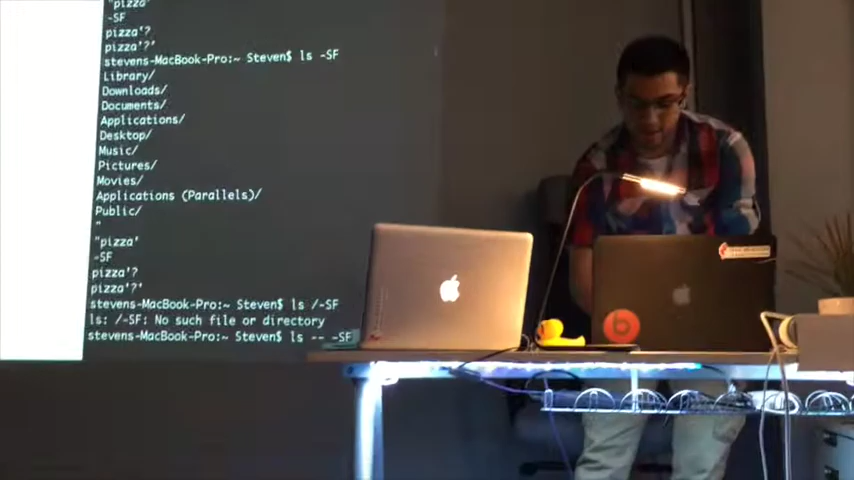 "pizza
-SF
pizza'?
pizza'?
stevens-MacBook-Pro:~ Steven$ ls -SF
Library/
Downloads/
Documents/
Applications/
Desktop/
Music/
Pictures/
Movies/
Applications (Parallels)/
Public/
"
"pizza
-SF
pizza'?
pizza'?
stevens-MacBook-Pro:~ Steven$ ls /-SF
ls: /-SF: No such file or directory
stevens-MacBook-Pro:~ Steven$ ls -- -SF